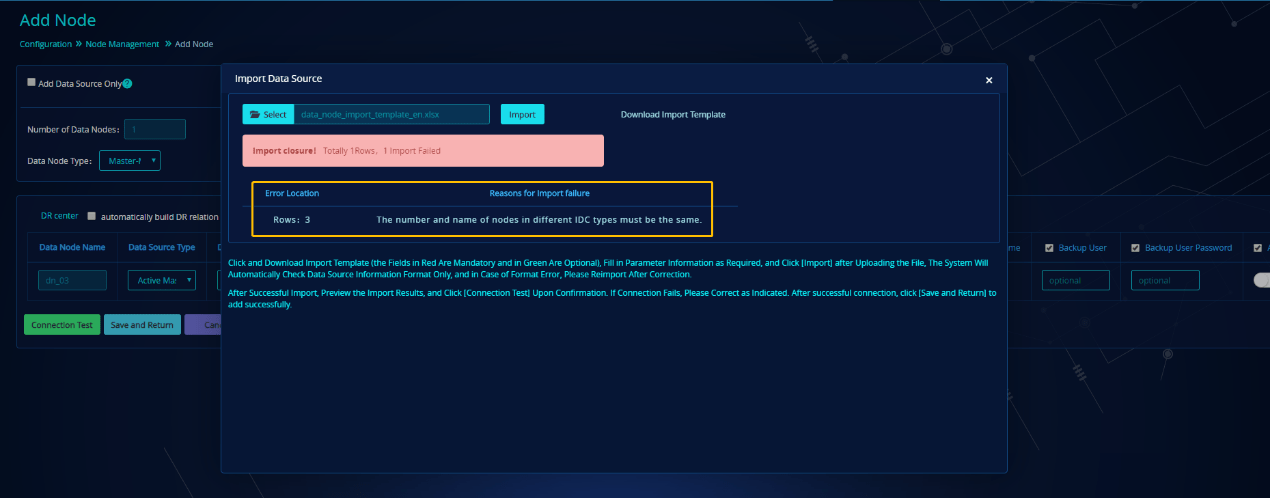 Add Node
Configuration » Node Management » Add Node
Add Data Source Only ?
Number of Data Nodes: 1
Data Node Type: Master-
DR center automatically build DR relation
Data Node Name Data Source Type
dn_03 Active Mas
Connection Test Save and Return Can
Import Data Source ×
Select data_node_import_template_en.xlsx Import Download Import Template
Import closure! Totally 1Rows, 1 Import Failed
Error Location Reasons for Import failure
Rows: 3 The number and name of nodes in different IDC types must be the same.
Click and Download Import Template (the Fields in Red Are Mandatory and in Green Are Optional), Fill in Parameter Information as Required, and Click [Import] after Uploading the File, The System Will
Automatically Check Data Source Information Format Only, and in Case of Format Error, Please Reimport After Correction.
After Successful Import, Preview the Import Results, and Click [Connection Test] Upon Confirmation. If Connection Fails, Please Correct as Indicated. After successful connection, click [Save and Return] to
add successfully.
me Backup User Backup User Password
optional optional